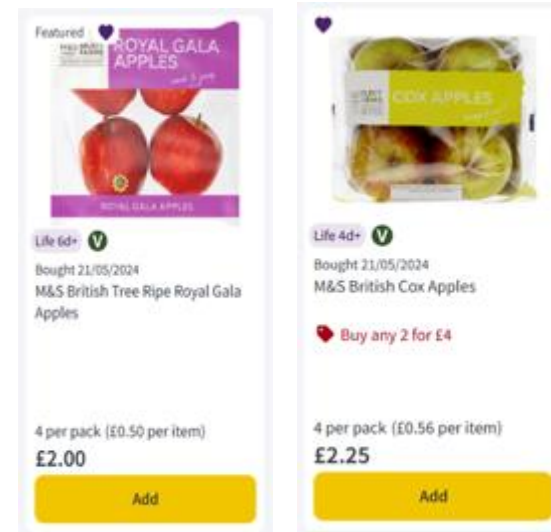 Featured
ROYAL GALA
APPLES
ROYAL GALA APPLES
Life 6d+ V
Bought 21/05/2024
M&S British Tree Ripe Royal Gala
Apples
4 per pack (£0.50 per item)
£2.00
Add
COX APPLES
Life 4d+ V
Bought 21/05/2024
M&S British Cox Apples
Buy any 2 for £4
4 per pack (£0.56 per item)
£2.25
Add